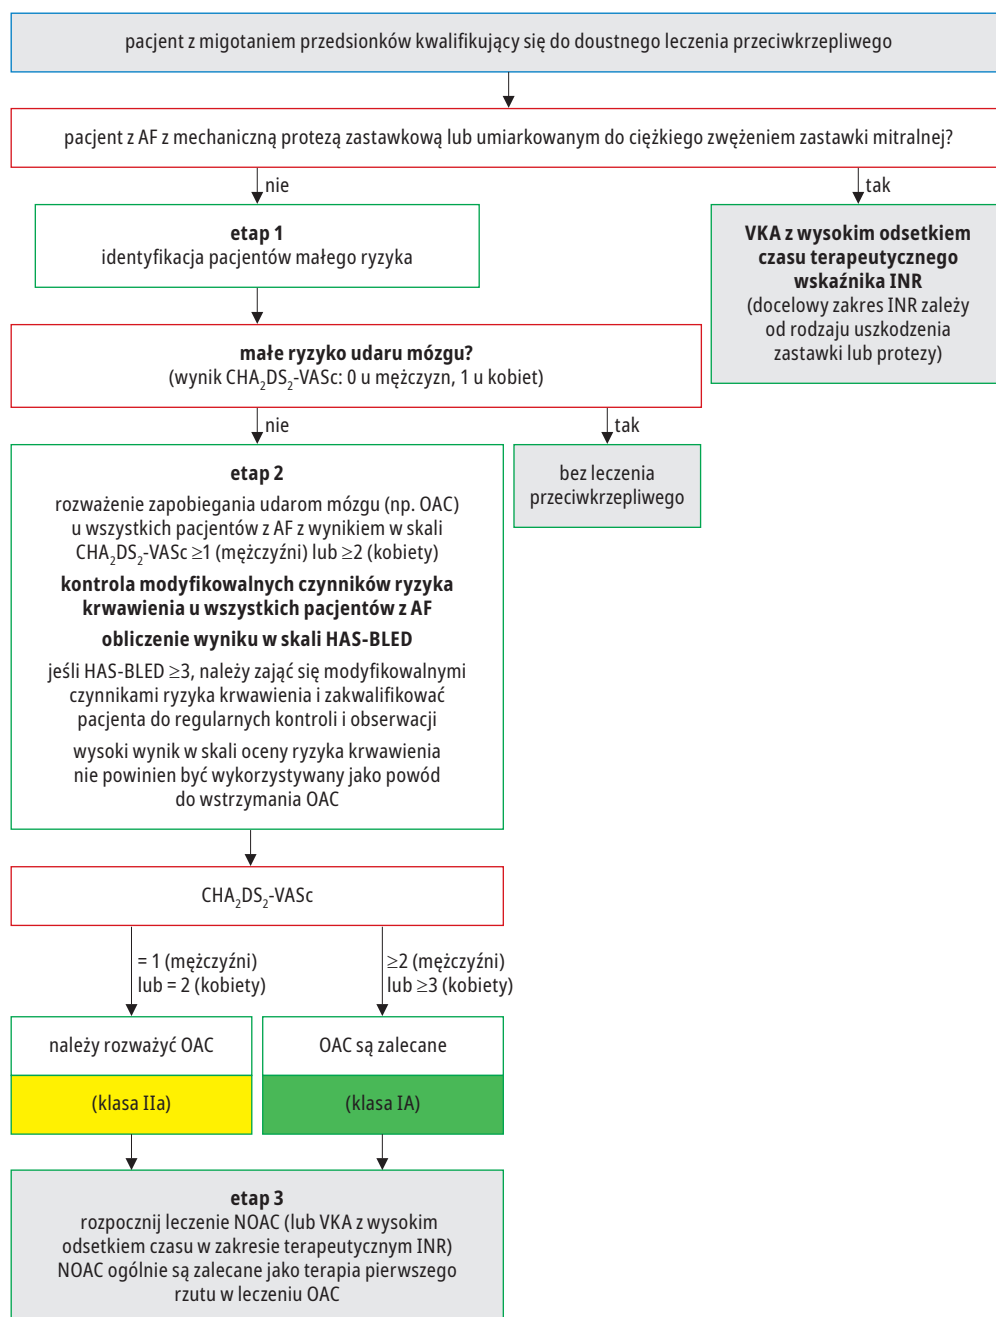 pacjent z migotaniem przedsionków kwalifikujący się do doustnego leczenia przeciwkrzepliwego
pacjent z AF z mechaniczną protezą zastawkową lub umiarkowanym do ciężkiego zwężeniem zastawki mitralnej?
nie
tak
etap 1
identyfikacja pacjentów małego ryzyka
VKA z wysokim odsetkiem
czasu terapeutycznego
wskaźnika INR
(docelowy zakres INR zależy
od rodzaju uszkodzenia
zastawki lub protezy)
małe ryzyko udaru mózgu?
(wynik CHA₂DS₂-VASc: 0 u mężczyzn, 1 u kobiet)
nie
tak
etap 2
rozważenie zapobiegania udarom mózgu (np. OAC)
u wszystkich pacjentów z AF z wynikiem w skali
CHA₂DS₂-VASc ≥1 (mężczyźni) lub ≥2 (kobiety)
kontrola modyfikowalnych czynników ryzyka
krwawienia u wszystkich pacjentów z AF
obliczenie wyniku w skali HAS-BLED
jeśli HAS-BLED ≥3, należy zająć się modyfikowalnymi
czynnikami ryzyka krwawienia i zakwalifikować
pacjenta do regularnych kontroli i obserwacji
wysoki wynik w skali oceny ryzyka krwawienia
nie powinien być wykorzystywany jako powód
do wstrzymania OAC
bez leczenia
przeciwkrzepliwego
CHA₂DS₂-VASc
= 1 (mężczyźni)
lub = 2 (kobiety)
≥2 (mężczyźni)
lub ≥3 (kobiety)
należy rozważyć OAC
(klasa IIa)
OAC są zalecane
(klasa IA)
etap 3
rozpocznij leczenie NOAC (lub VKA z wysokim
odsetkiem czasu w zakresie terapeutycznym INR)
NOAC ogólnie są zalecane jako terapia pierwszego
rzutu w leczeniu OAC